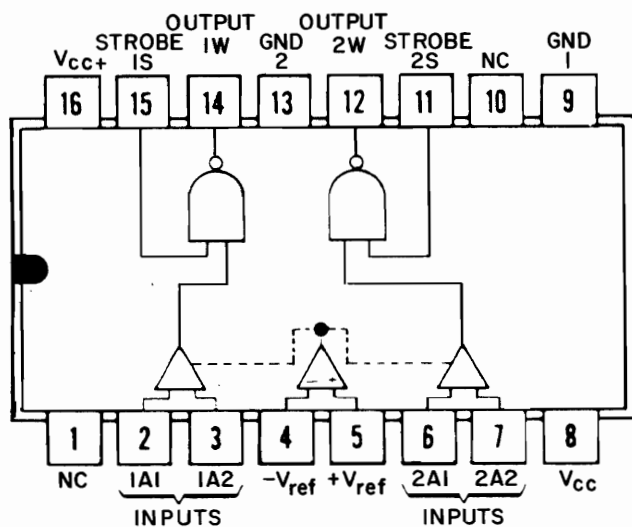 OUTPUT OUTPUT
STROBE 1W GND 2W STROBE GND
Vcc+ 1S 2 2S NC 1
16 15 14 13 12 11 10 9
- +
1 2 3 4 5 6 7 8
NC 1A1 1A2 -Vref +Vref 2A1 2A2 Vcc
INPUTS INPUTS